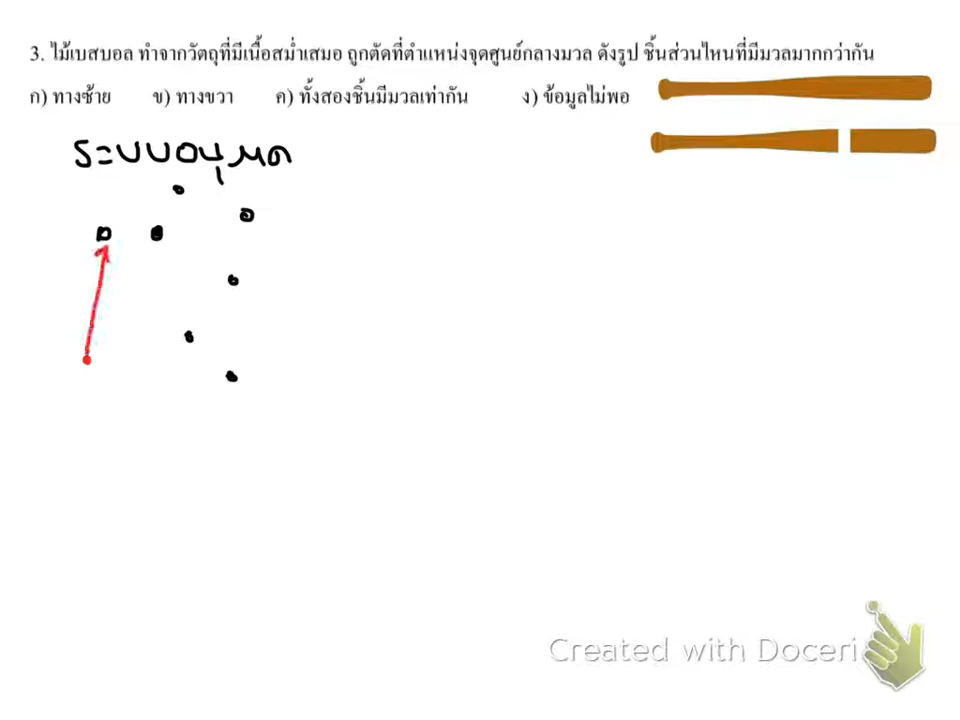 3. ไม้เบสบอล ทำจากวัตถุที่มีเนื้อสม่ำเสมอ ถูกตัดที่ตำแหน่งจุดศูนย์กลางมวล ดังรูป ชิ้นส่วนไหนที่มีมวลมากกว่ากัน
ก) ทางซ้าย ข) ทางขวา ค) ทั้งสองชิ้นมีมวลเท่ากัน ง) ข้อมูลไม่พอ
ระบบอนุภาค
Created with Doceri